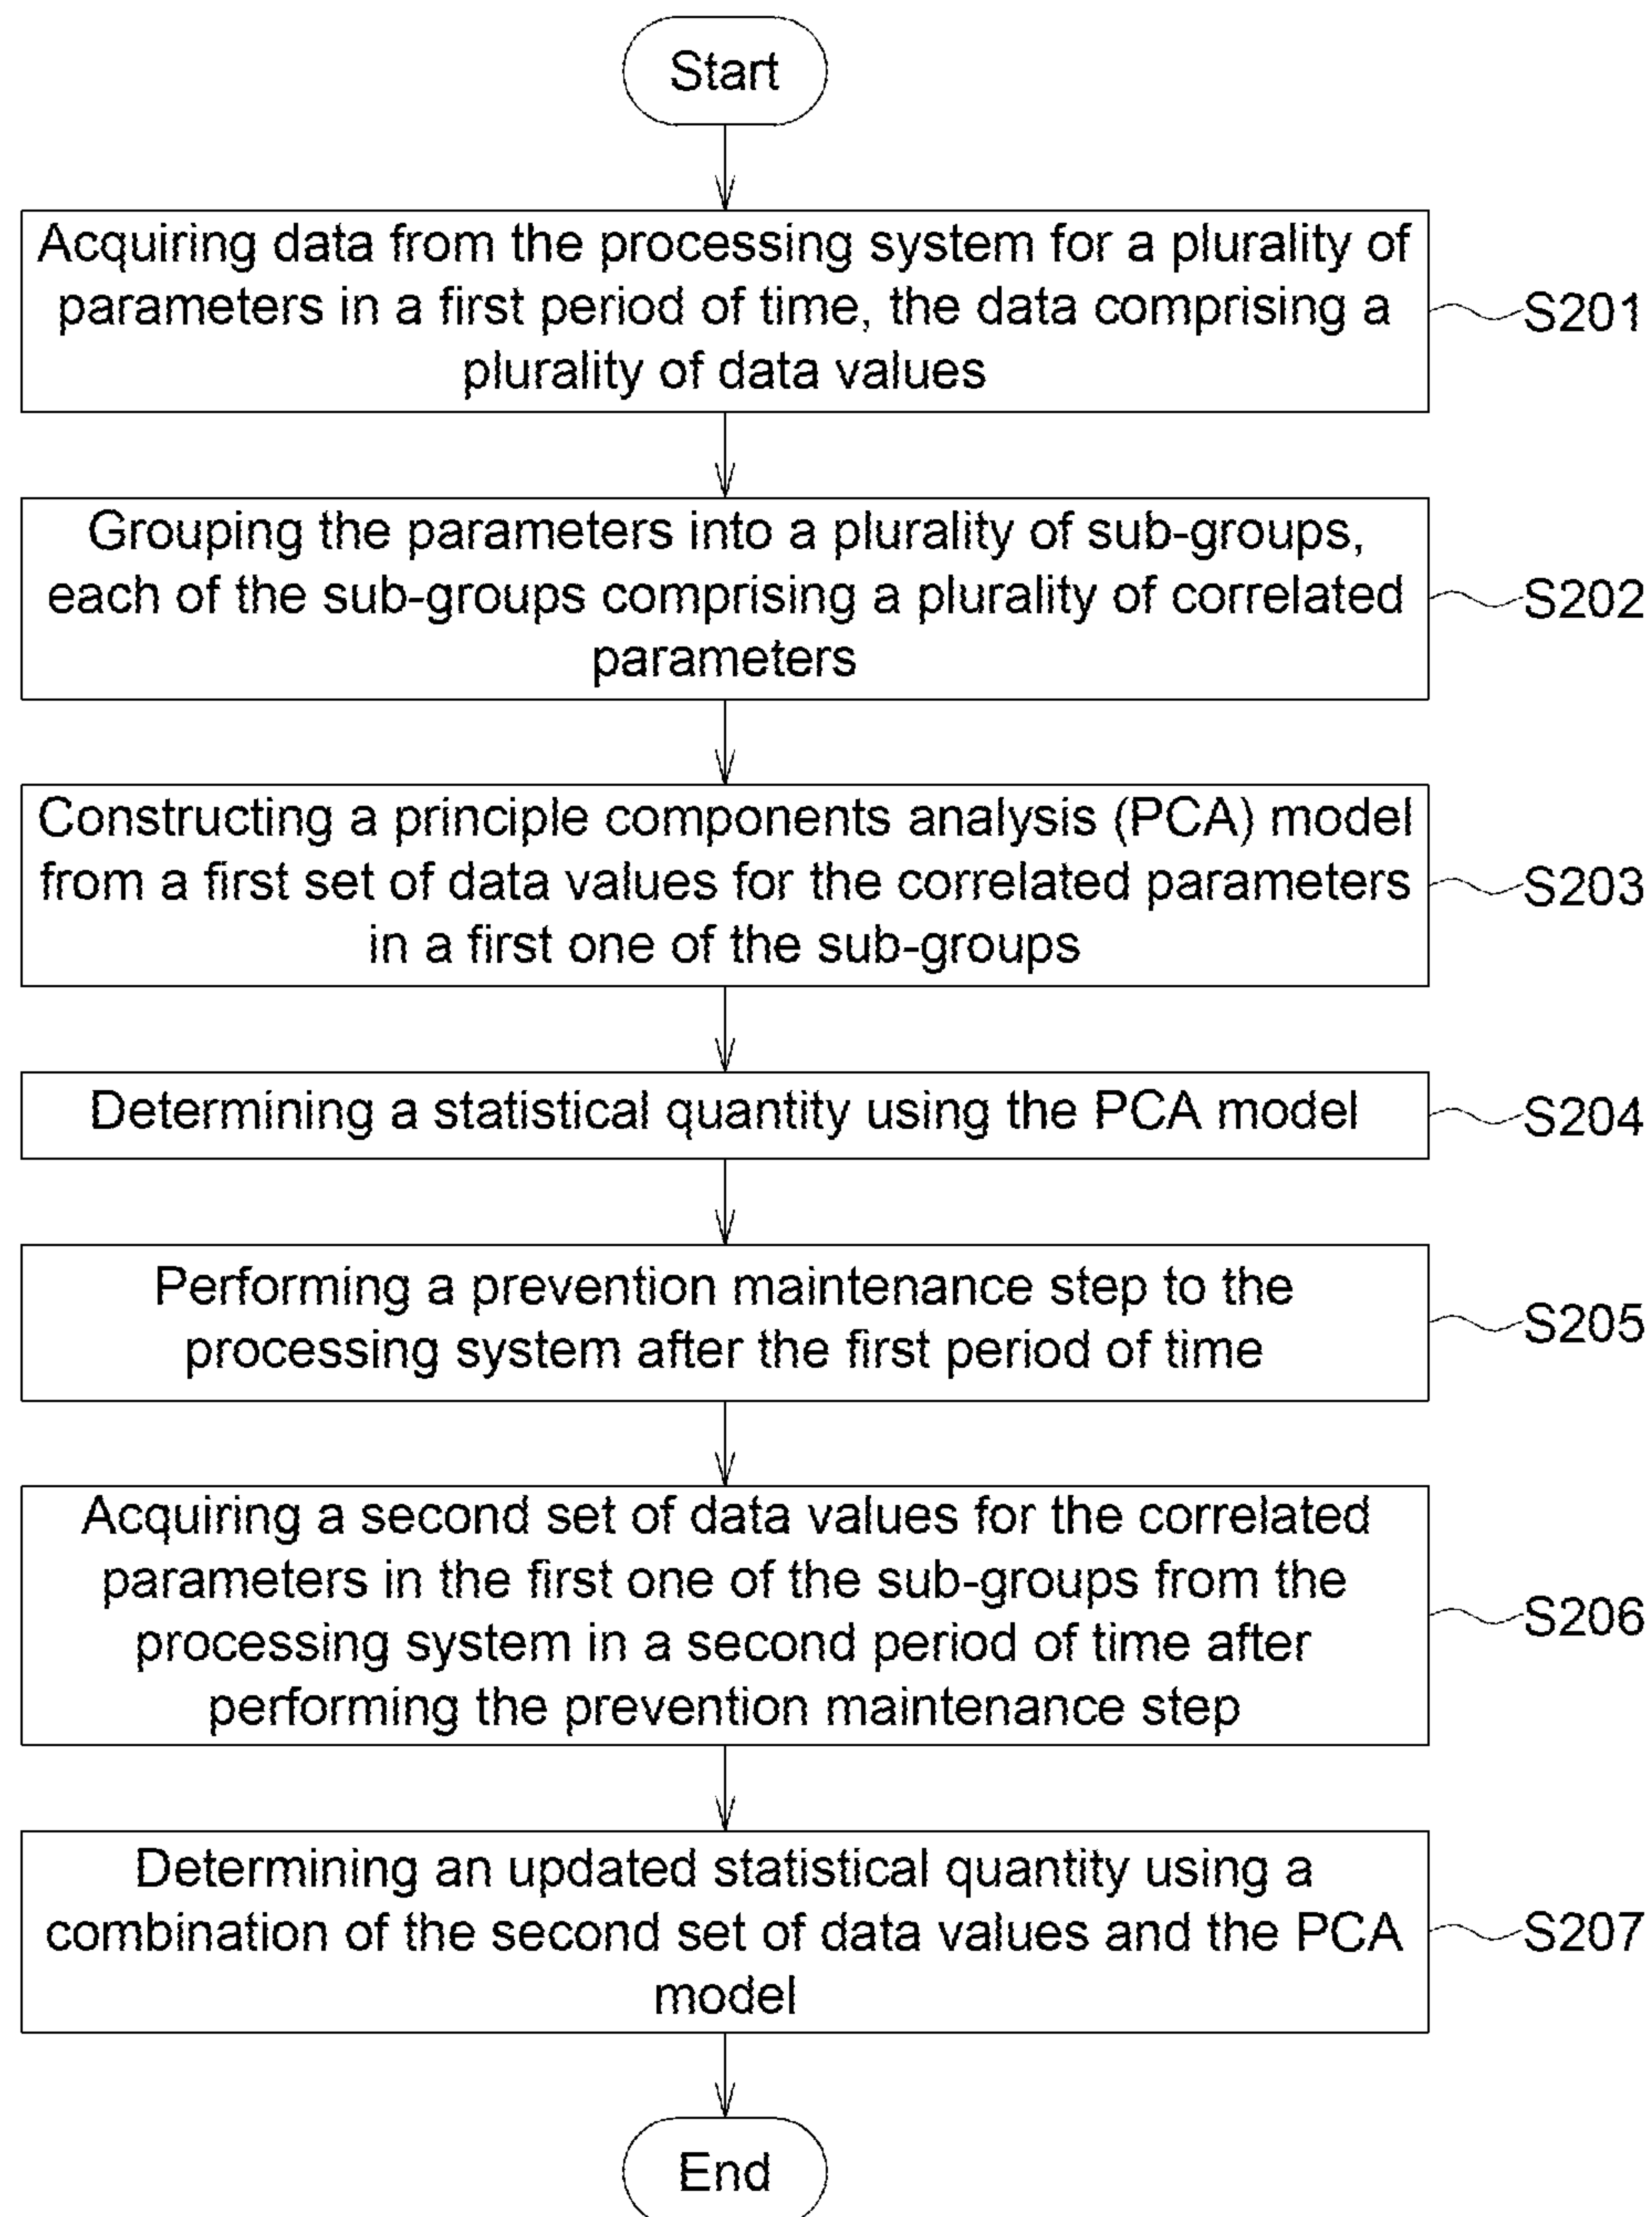 Start
Acquiring data from the processing system for a plurality of
parameters in a first period of time, the data comprising a
plurality of data values
S201
Grouping the parameters into a plurality of sub-groups,
each of the sub-groups comprising a plurality of correlated
parameters
S202
Constructing a principle components analysis (PCA) model
from a first set of data values for the correlated parameters
in a first one of the sub-groups
S203
Determining a statistical quantity using the PCA model
S204
Performing a prevention maintenance step to the
processing system after the first period of time
S205
Acquiring a second set of data values for the correlated
parameters in the first one of the sub-groups from the
processing system in a second period of time after
performing the prevention maintenance step
S206
Determining an updated statistical quantity using a
combination of the second set of data values and the PCA
model
S207
End